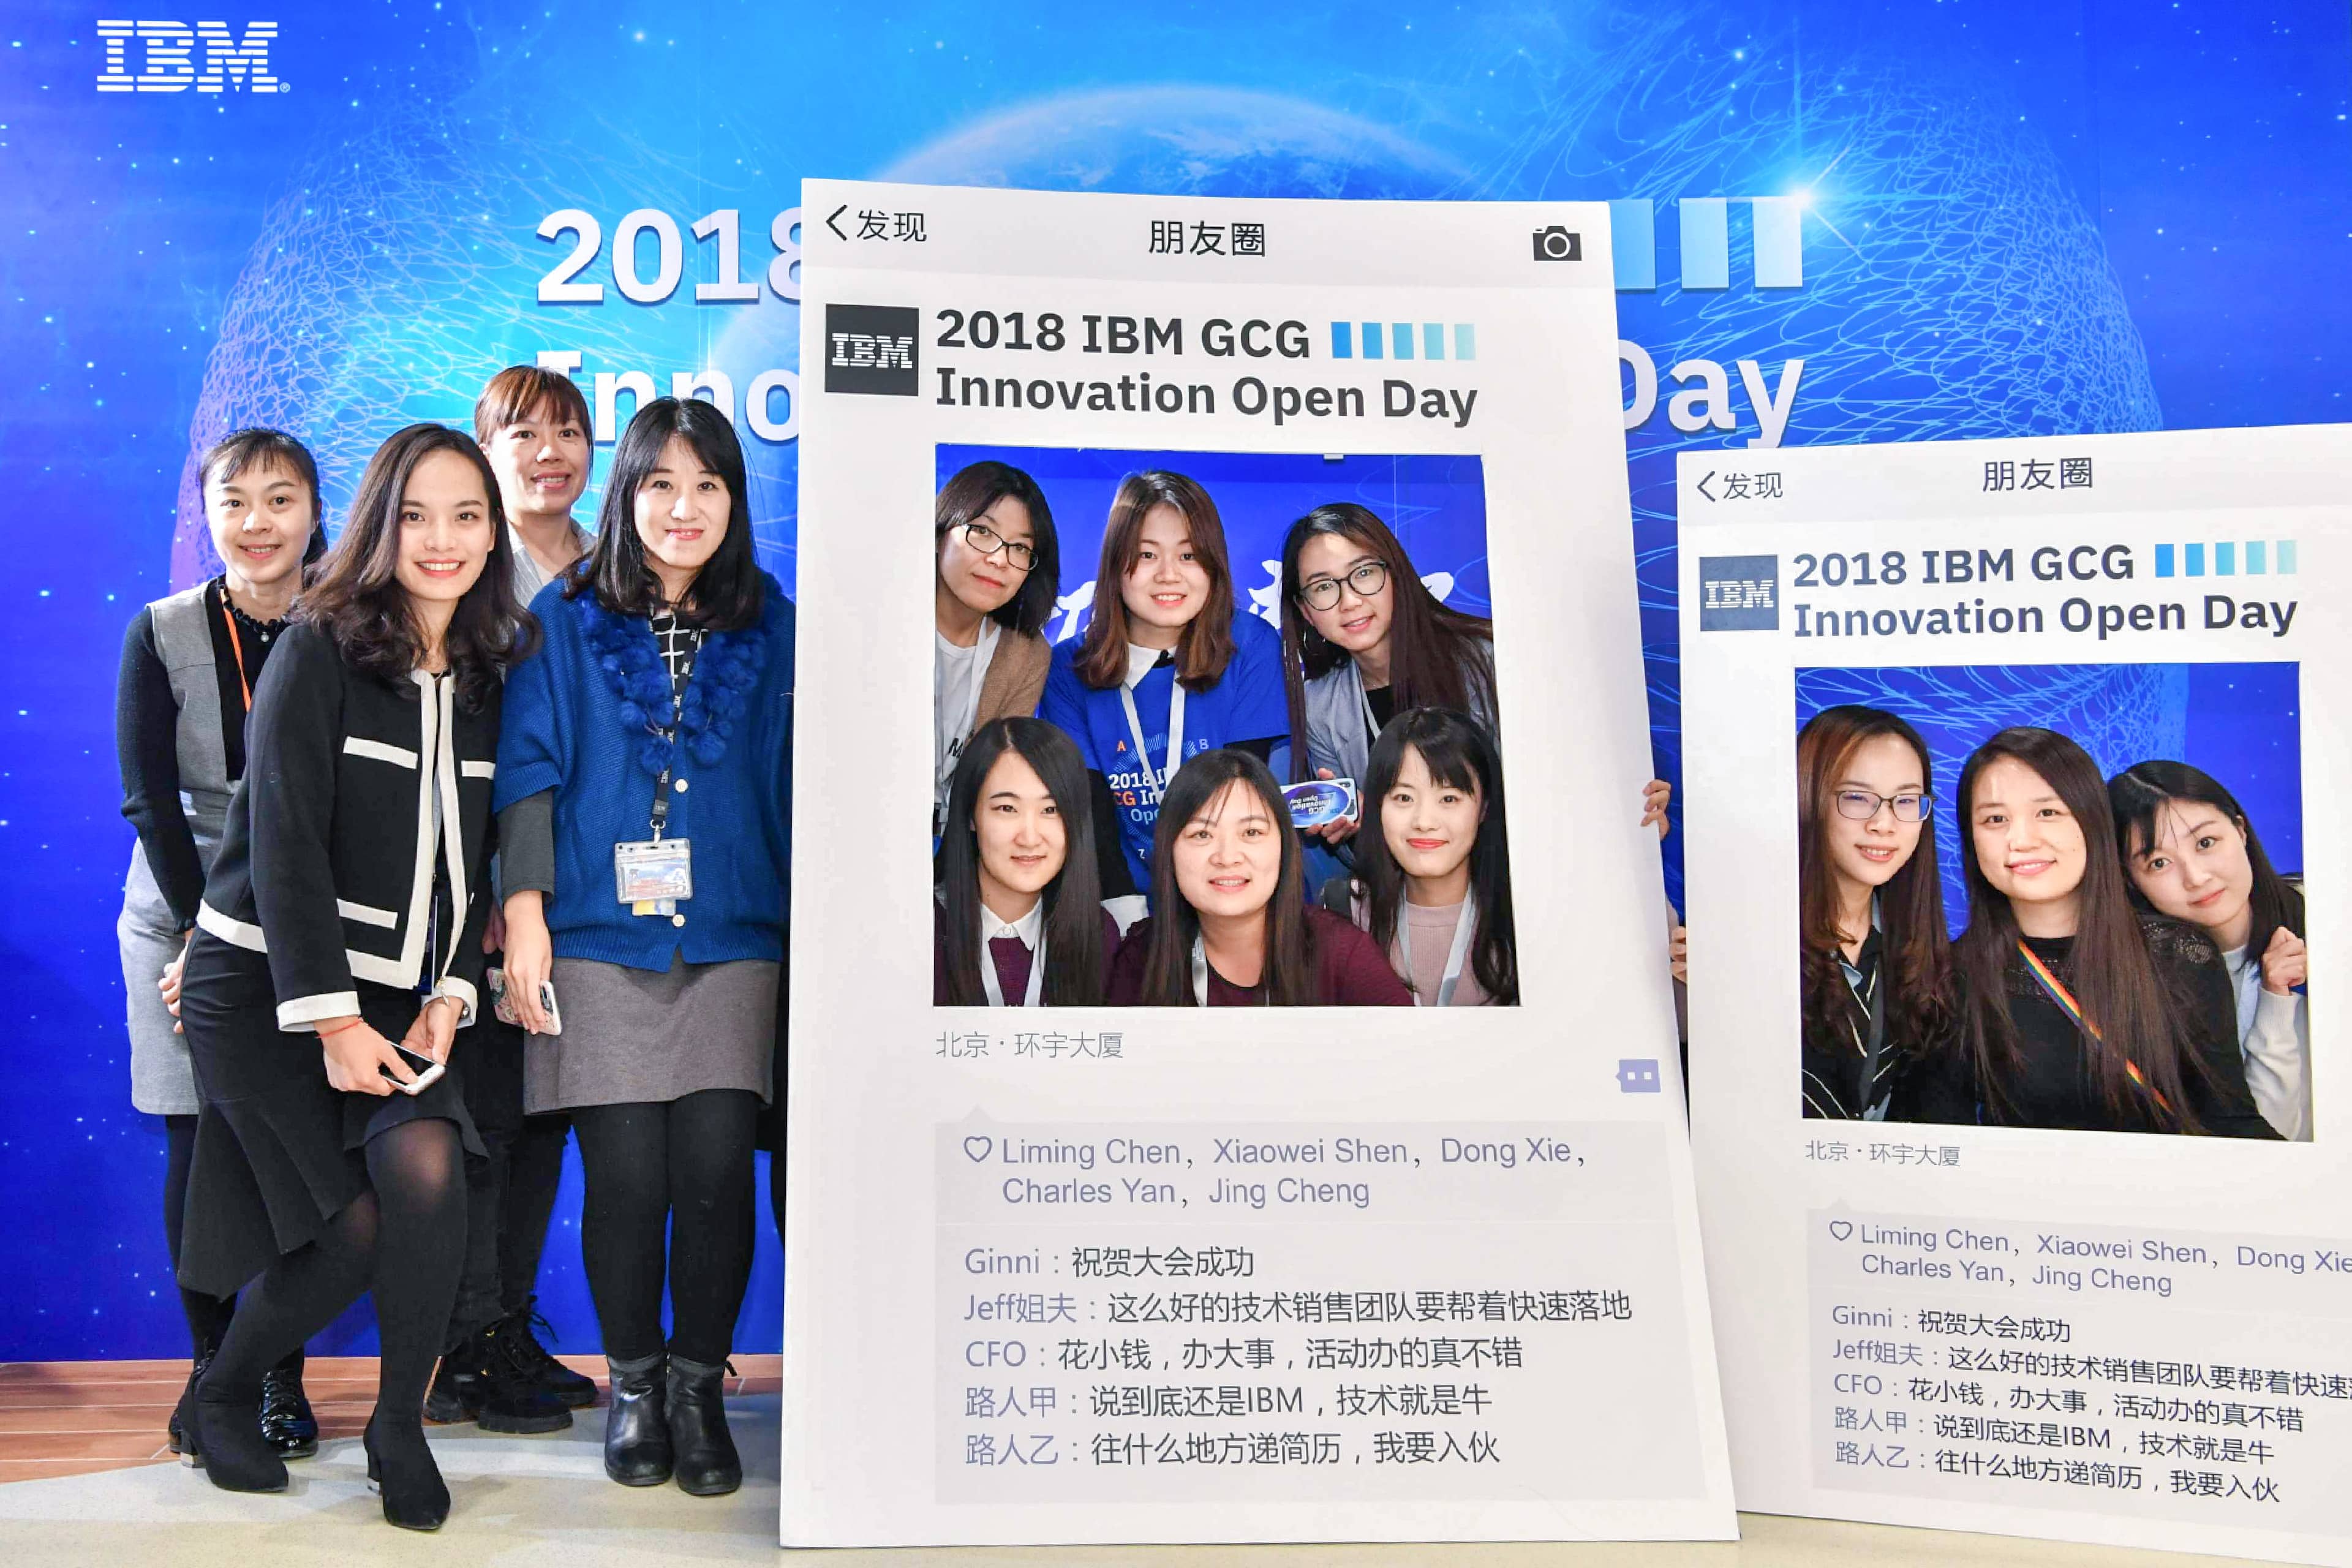 IBM
2018
Inno
Day
发现
朋友圈
IBM
2018 IBM GCG
Innovation Open Day
A B
2018 I
CG In
Ope
北京·环宇大厦
Liming Chen，Xiaowei Shen，Dong Xie，
Charles Yan，Jing Cheng
Ginni：祝贺大会成功
Jeff姐夫：这么好的技术销售团队要帮着快速落地
CFO：花小钱，办大事，活动办的真不错
路人甲：说到底还是IBM，技术就是牛
路人乙：往什么地方递简历，我要入伙
发现
朋友圈
IBM
2018 IBM GCG
Innovation Open Day
北京·环宇大厦
Liming Chen，Xiaowei Shen，Dong Xie
Charles Yan，Jing Cheng
Ginni：祝贺大会成功
Jeff姐夫：这么好的技术销售团队要帮着快速
CFO：花小钱，办大事，活动办的真不错
路人甲：说到底还是IBM，技术就是牛
路人乙：往什么地方递简历，我要入伙